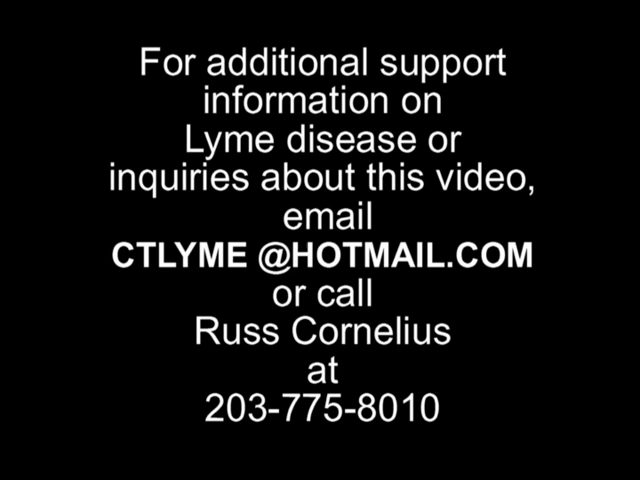 For additional support
information on
Lyme disease or
inquiries about this video,
email
CTLYME @HOTMAIL.COM
or call
Russ Cornelius
at
203-775-8010